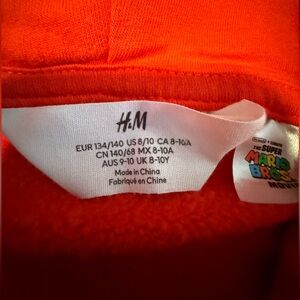 H&M
EUR 134/140 US 8/10 CA 8-10A
CN 140/68 MX 8-10A
AUS 9-10 UK 8-10Y
Made in China
Fabriqué en Chine
THE SUPER
MARIO
BROS.
MOVIE